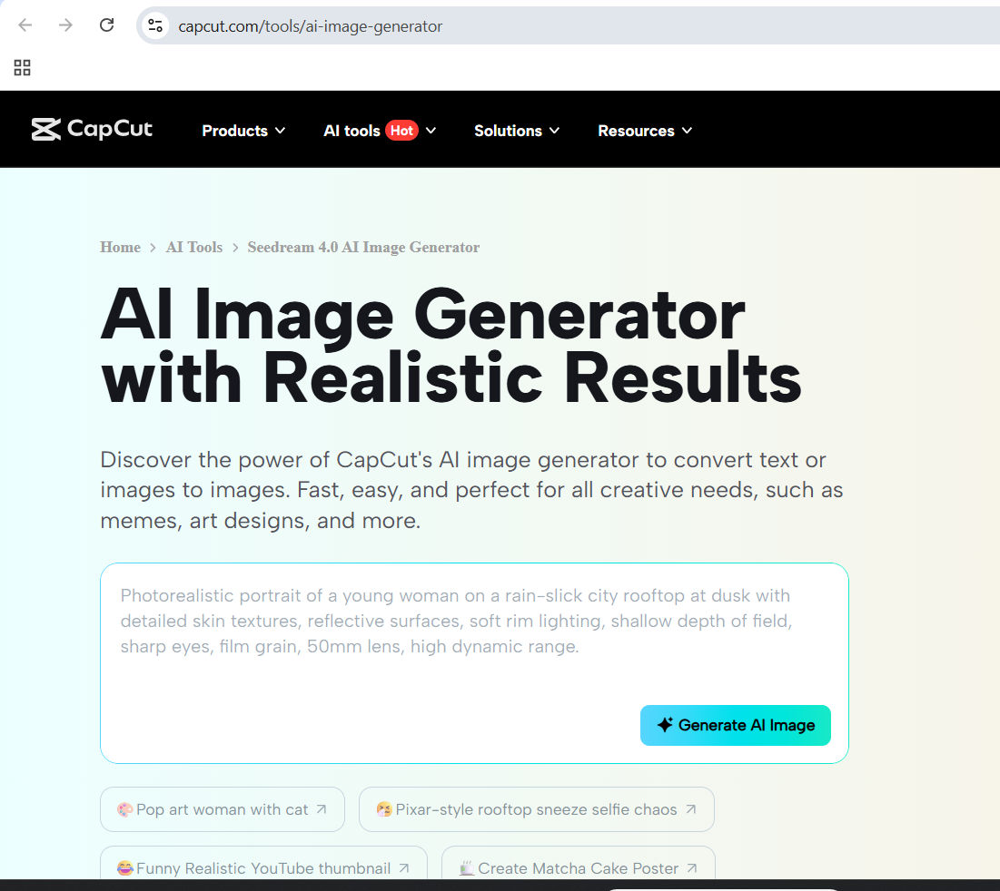 capcut.com/tools/ai-image-generator
CapCut
Products
AI tools Hot
Solutions
Resources
Home > AI Tools > Seedream 4.0 AI Image Generator
AI Image Generator
with Realistic Results
Discover the power of CapCut's AI image generator to convert text or
images to images. Fast, easy, and perfect for all creative needs, such as
memes, art designs, and more.
Photorealistic portrait of a young woman on a rain-slick city rooftop at dusk with
detailed skin textures, reflective surfaces, soft rim lighting, shallow depth of field,
sharp eyes, film grain, 50mm lens, high dynamic range.
Generate AI Image
Pop art woman with cat
Pixar-style rooftop sneeze selfie chaos
Funny Realistic YouTube thumbnail
Create Matcha Cake Poster